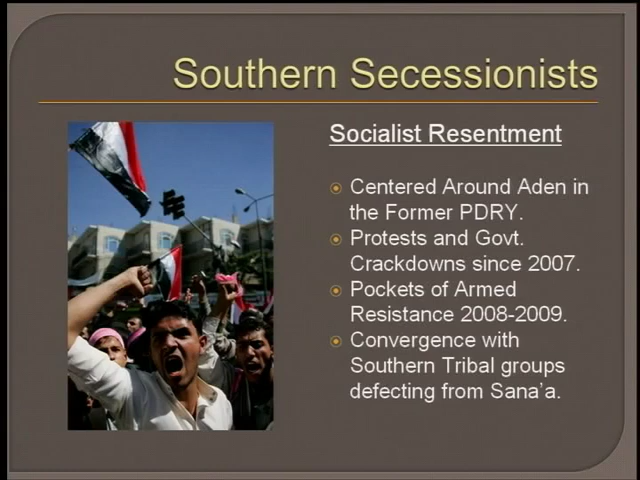 Southern Secessionists
Socialist Resentment
Centered Around Aden in
the Former PDRY.
Protests and Govt.
Crackdowns since 2007.
Pockets of Armed
Resistance 2008-2009.
Convergence with
Southern Tribal groups
defecting from Sana'a.